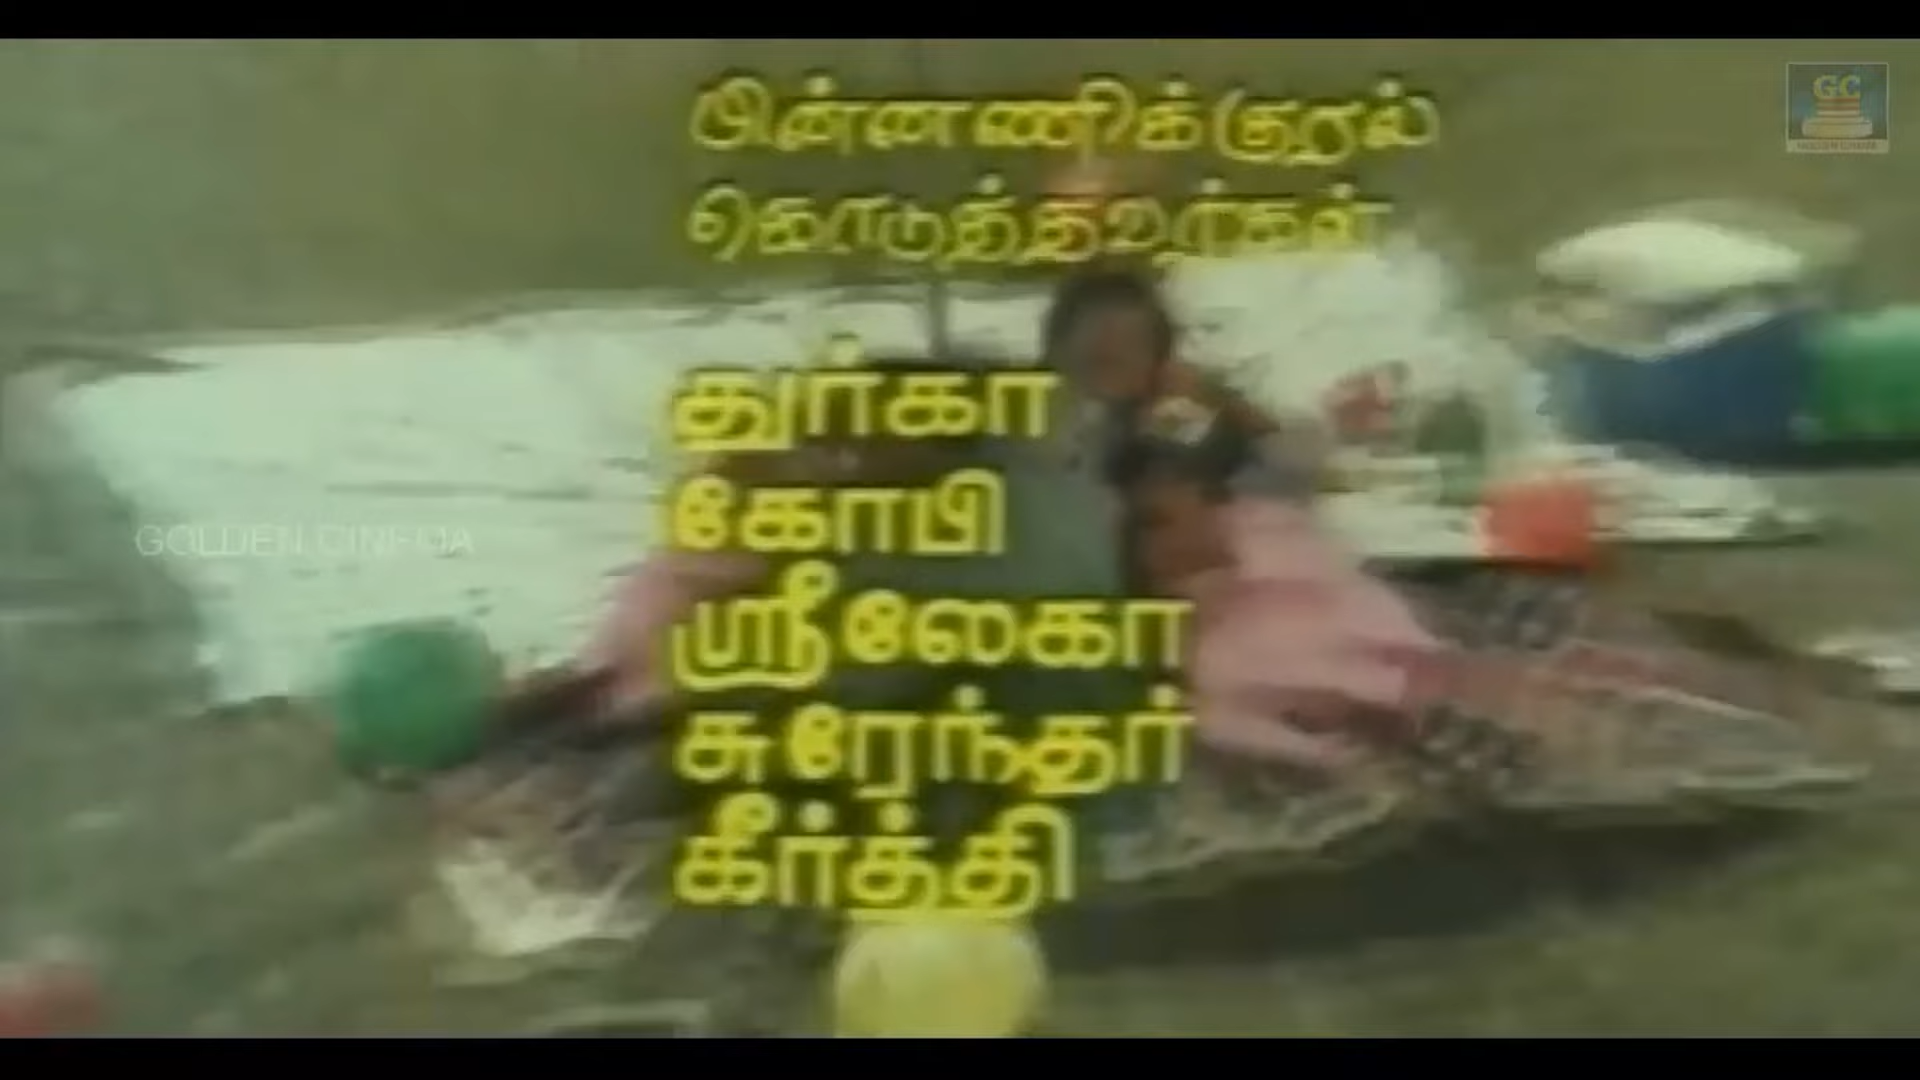 பின்னணிக் குரல்
கொடுத்தவர்கள்
துர்கா
கோபி
ஸ்ரீலேகா
சுரேந்தர்
கீர்த்தி
GC
GOLDEN CINEMA